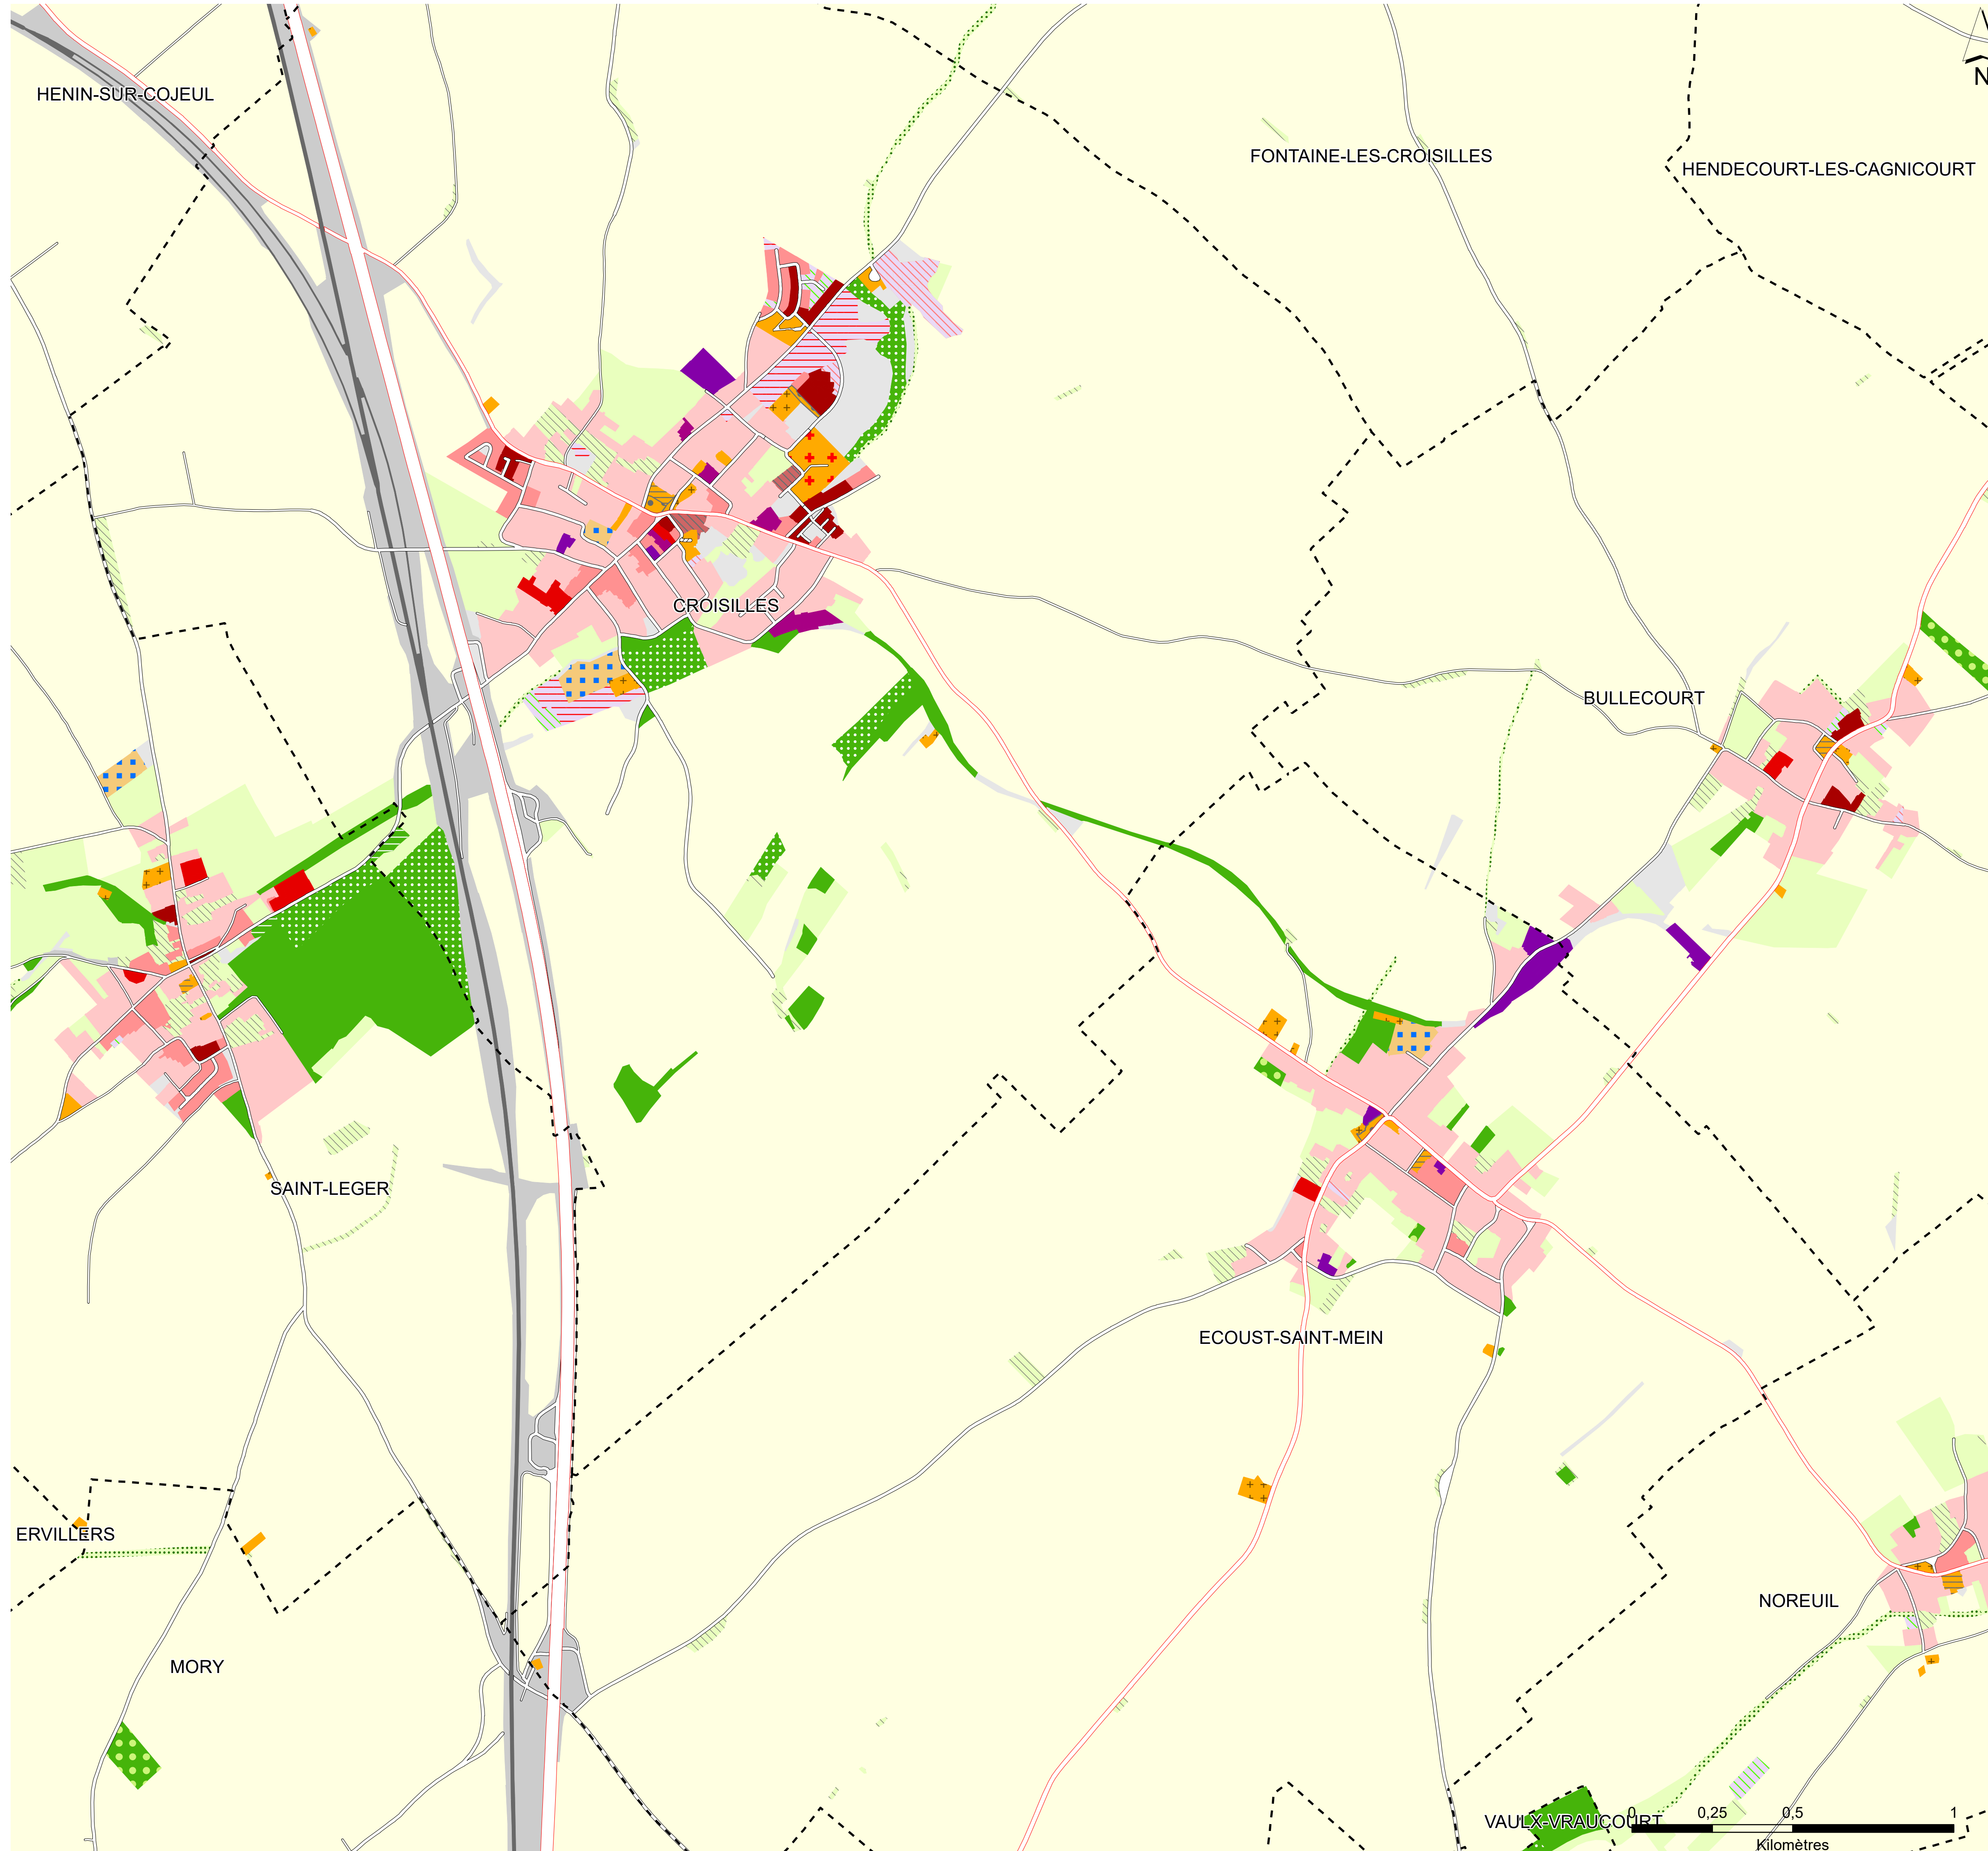 N
HENIN-SUR-COJEUL
FONTAINE-LES-CROISILLES
HENDECOURT-LES-CAGNICOURT
CROISILLES
BULLECOURT
SAINT-LEGER
ECOUST-SAINT-MEIN
ERVILLERS
NOREUIL
MORY
VAULX-VRAUCOURT
0 0,25 0,5 1
Kilomètres